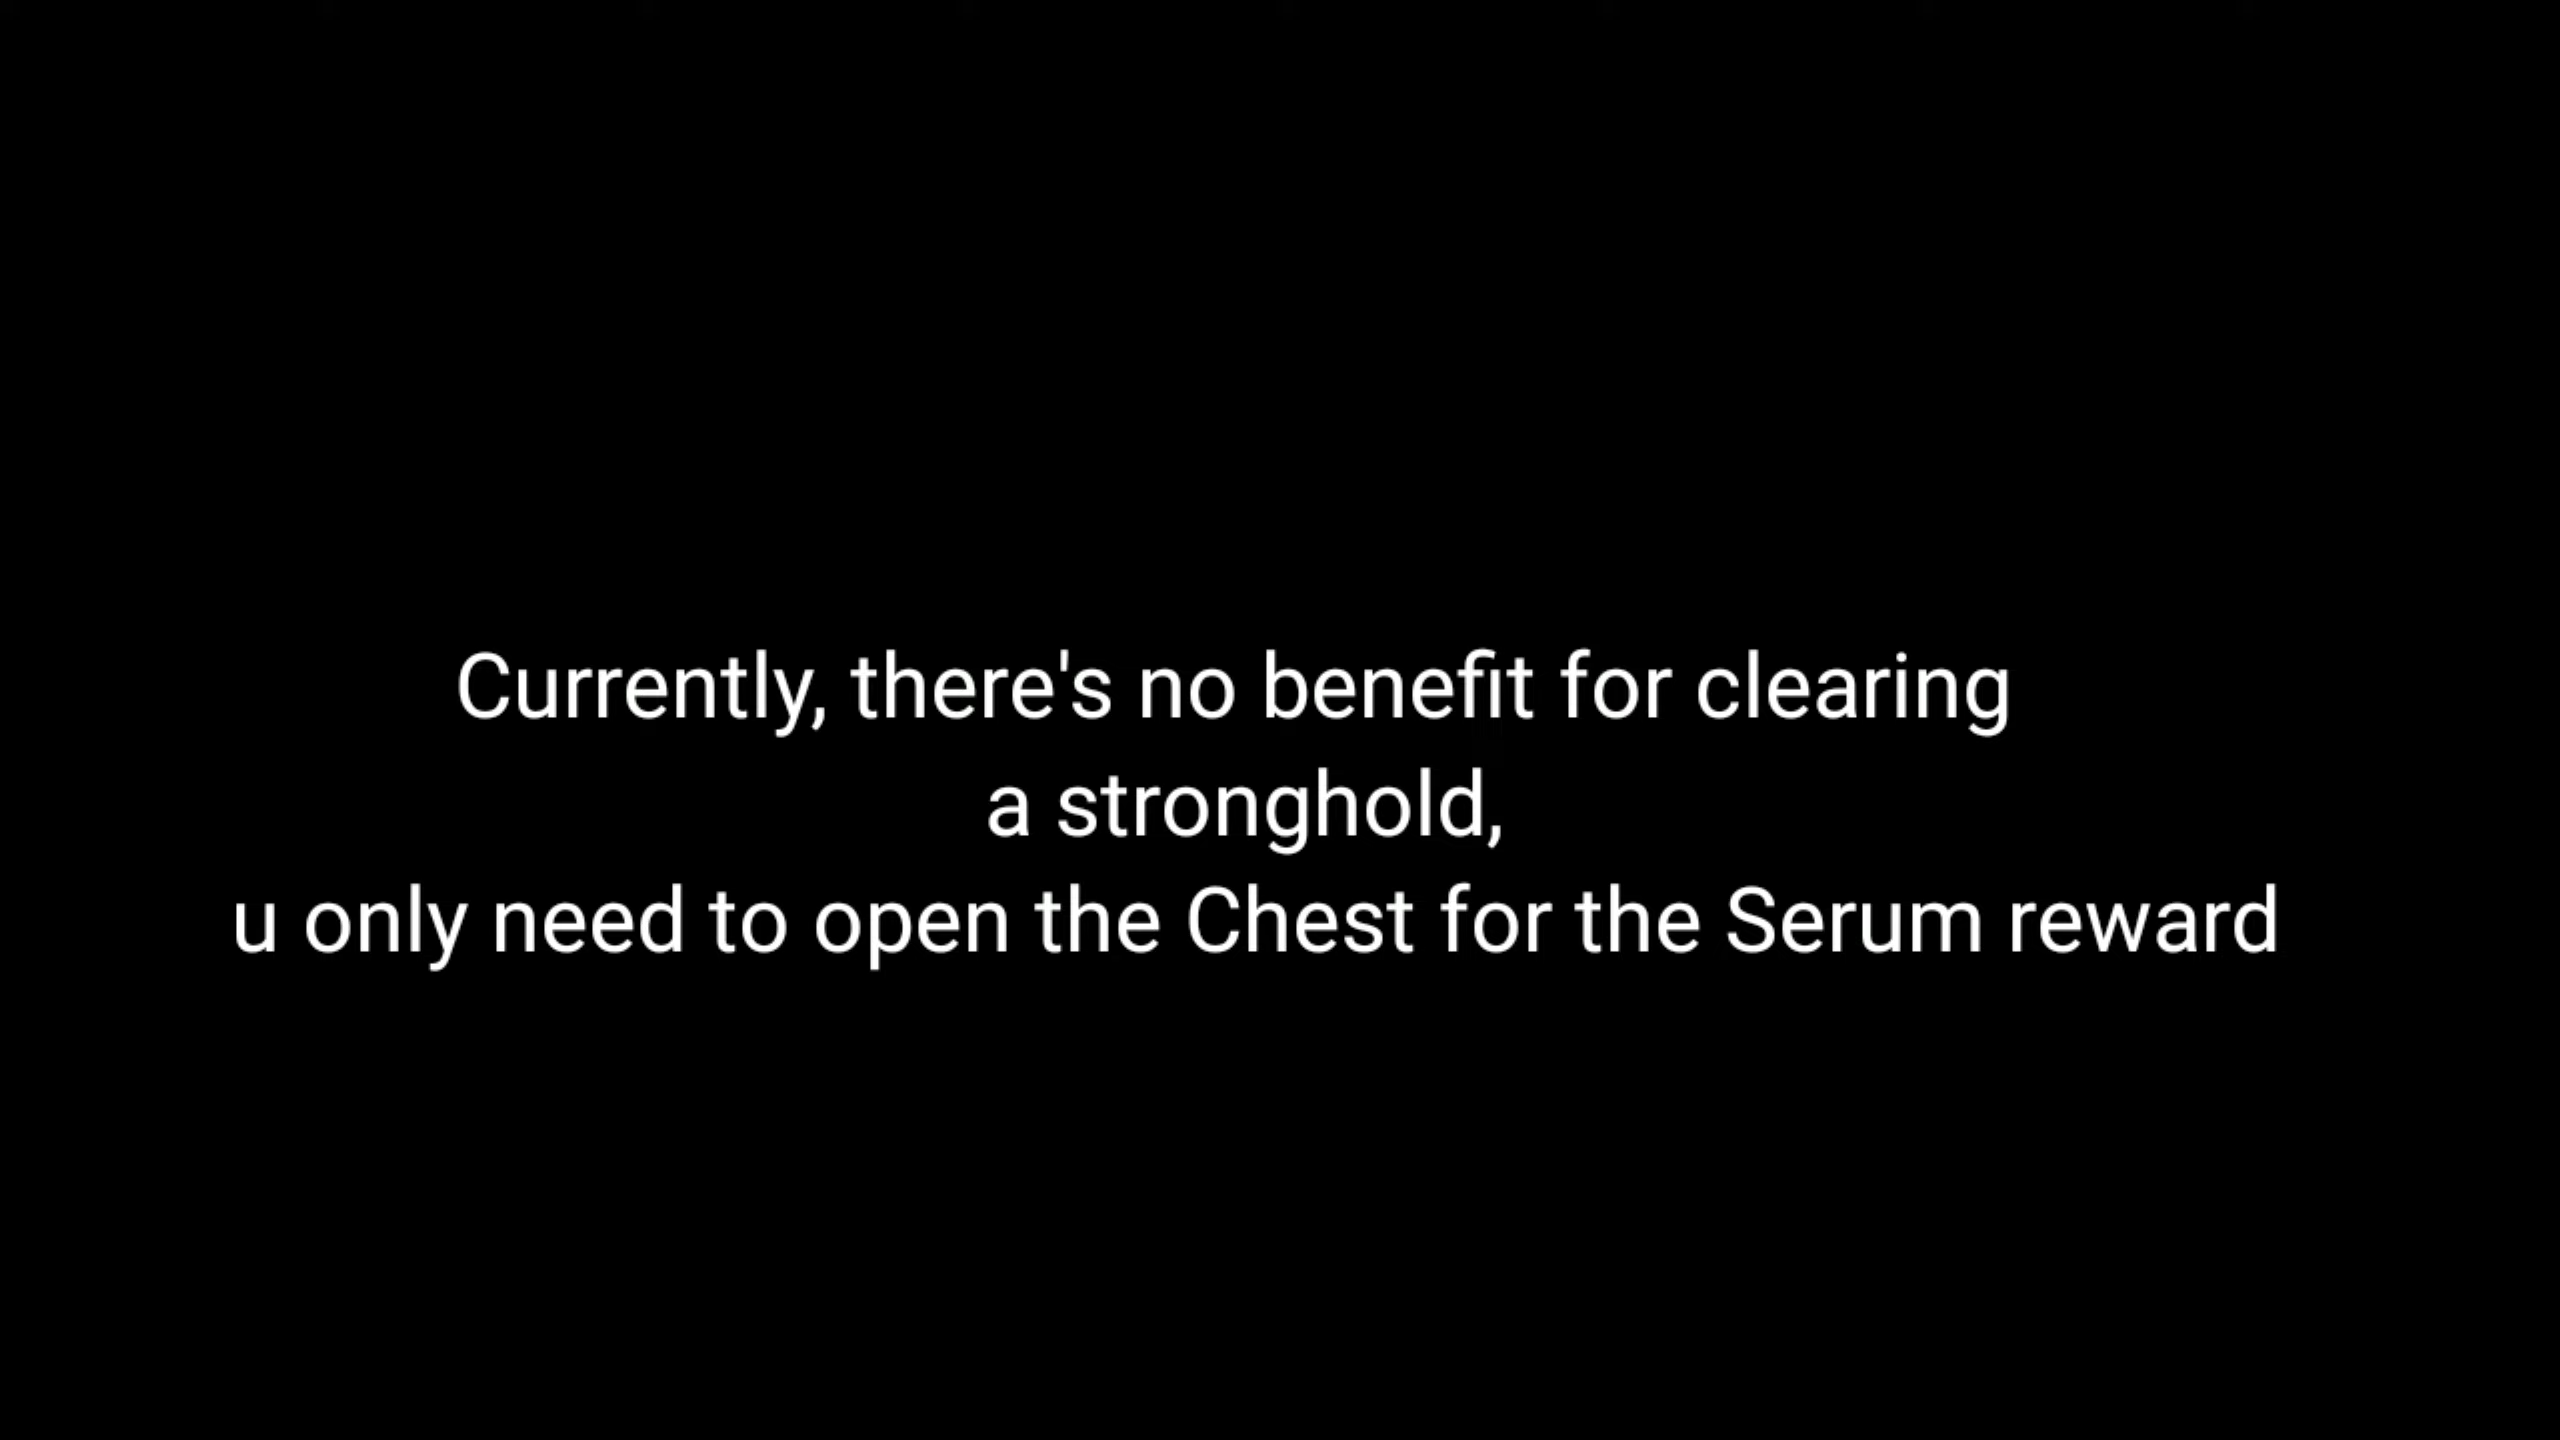 Currently, there's no benefit for clearing
a stronghold,
u only need to open the Chest for the Serum reward